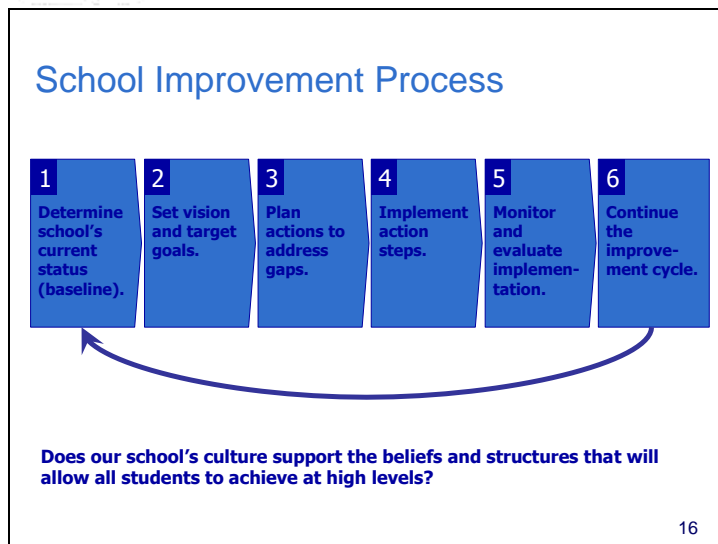 School Improvement Process
1
Determine
school's
current
status
(baseline).
2
Set vision
and target
goals.
3
Plan
actions to
address
gaps.
4
Implement
action
steps.
5
Monitor
and
evaluate
implemen-
tation.
6
Continue
the
improve-
ment cycle.
Does our school's culture support the beliefs and structures that will
allow all students to achieve at high levels?
16